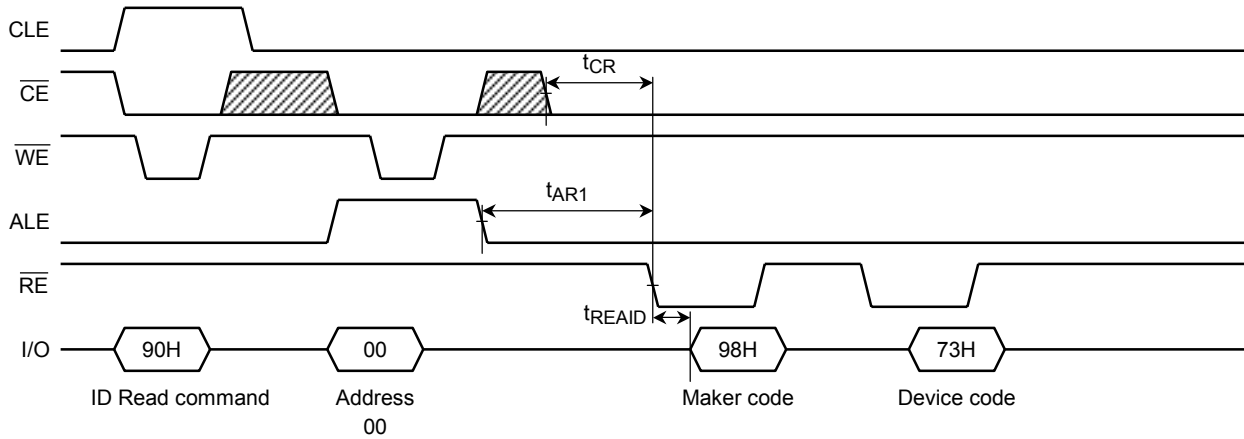 CLE
tCR
CE
WE
tAR1
ALE
RE
tREAID
I/O 90H 00 98H 73H
ID Read command Address Maker code Device code
00